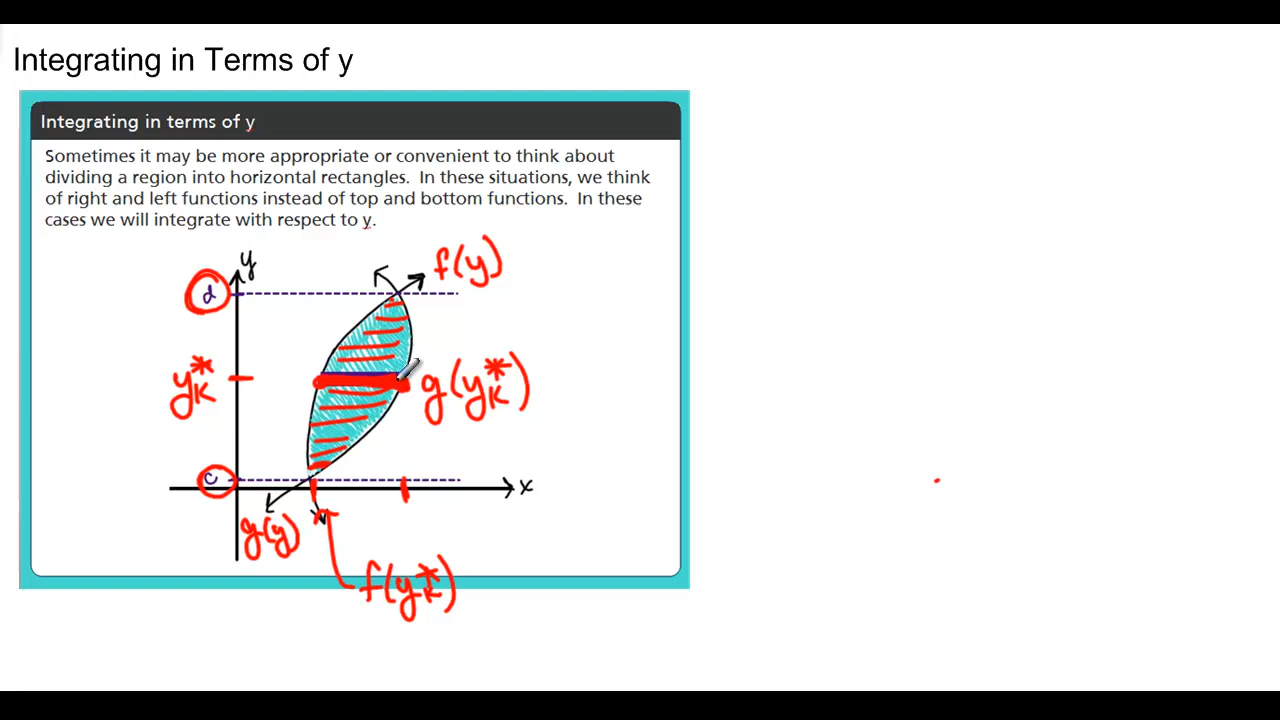 Integrating in Terms of y
Integrating in terms of y
Sometimes it may be more appropriate or convenient to think about
dividing a region into horizontal rectangles. In these situations, we think
of right and left functions instead of top and bottom functions. In these
cases we will integrate with respect to y.
y
f(y)
d
y*k
g(y*k)
c
x
g(y)
f(y*k)